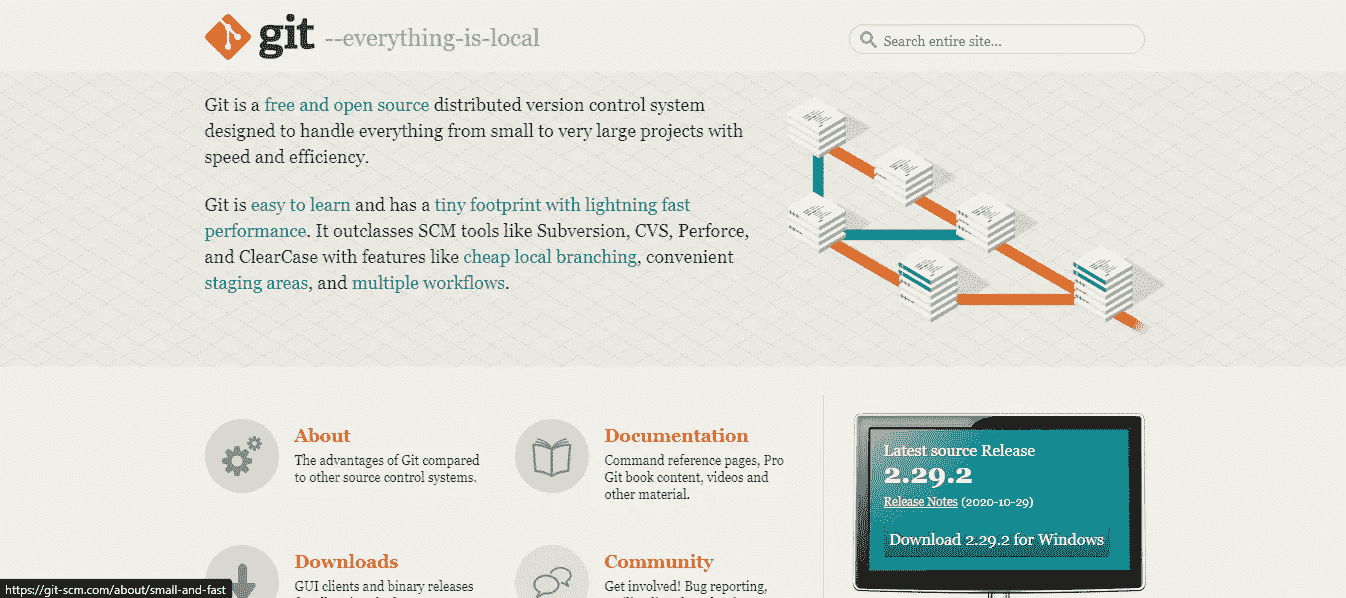 git --everything-is-local
Search entire site...
Git is a free and open source distributed version control system
designed to handle everything from small to very large projects with
speed and efficiency.
Git is easy to learn and has a tiny footprint with lightning fast
performance. It outclasses SCM tools like Subversion, CVS, Perforce,
and ClearCase with features like cheap local branching, convenient
staging areas, and multiple workflows.
About
The advantages of Git compared
to other source control systems.
Documentation
Command reference pages, Pro
Git book content, videos and
other material.
Latest source Release
2.29.2
Release Notes (2020-10-29)
Download 2.29.2 for Windows
Downloads
GUI clients and binary releases
Community
Get involved! Bug reporting,
https://git-scm.com/about/small-and-fast